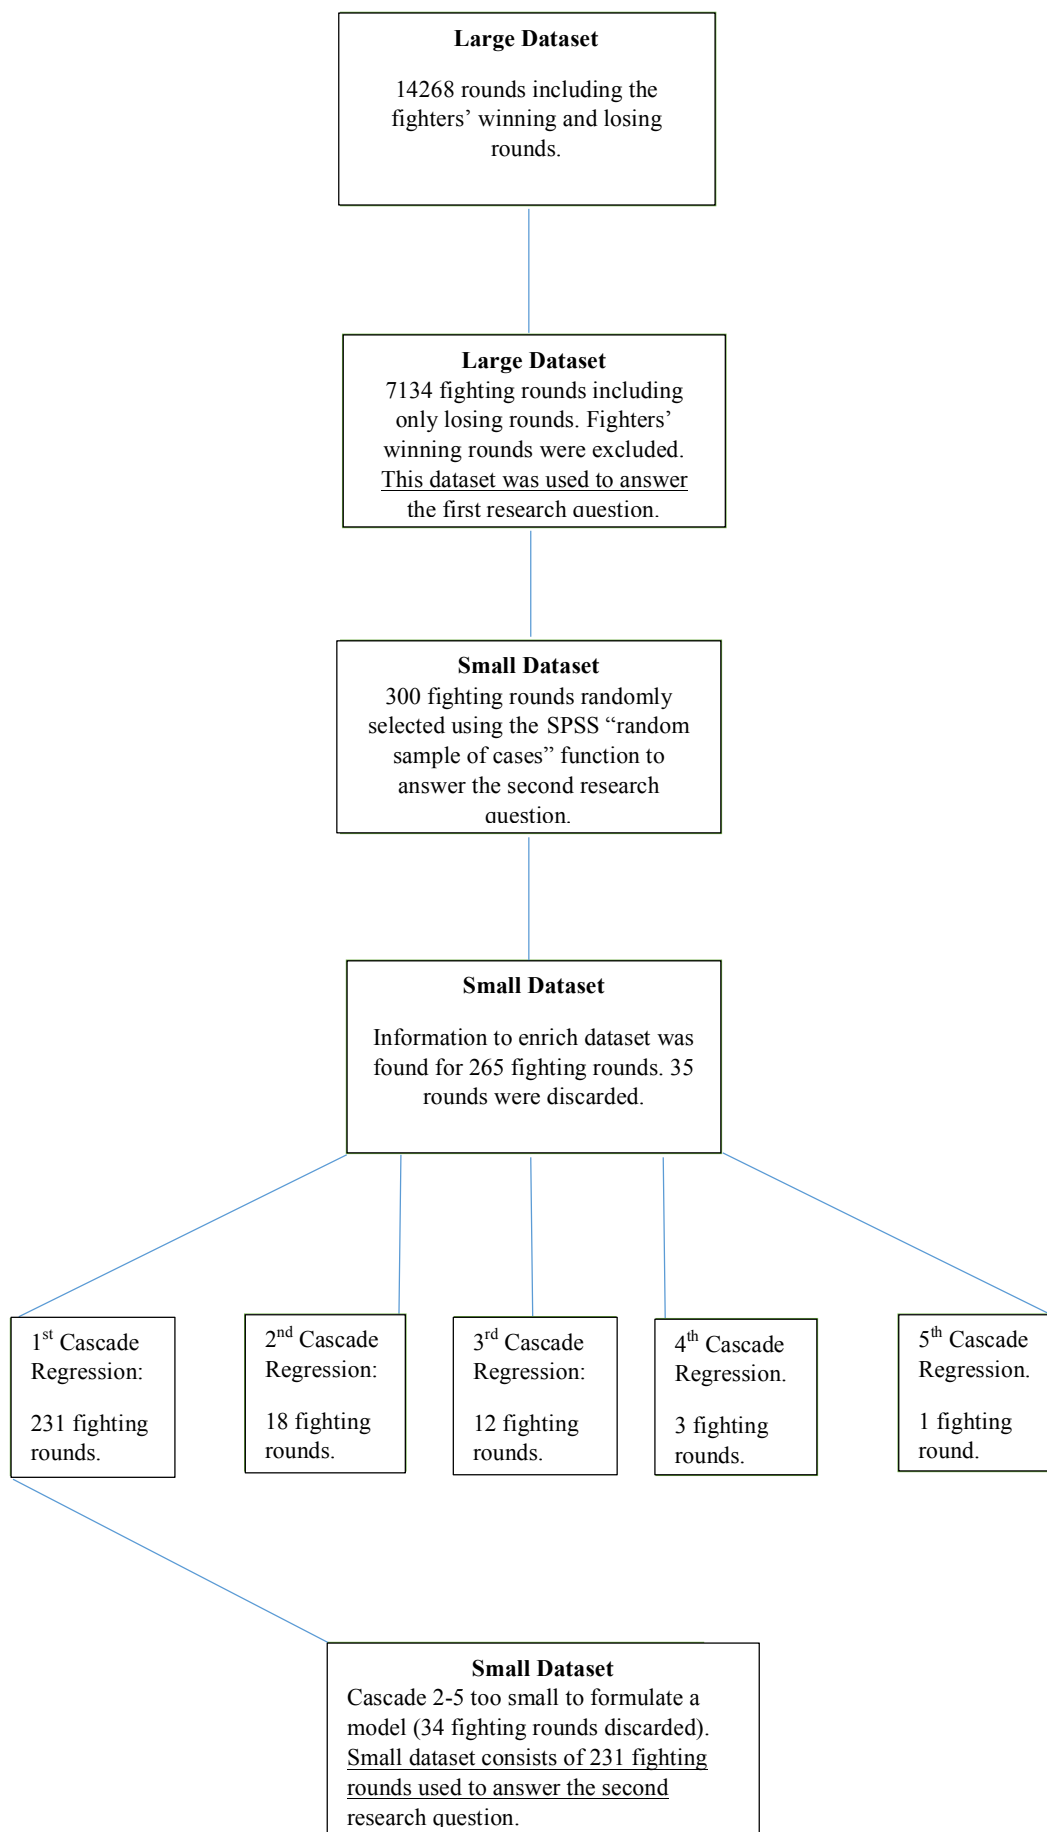 Large Dataset
14268 rounds including the
fighters’ winning and losing
rounds.
Large Dataset
7134 fighting rounds including
only losing rounds. Fighters’
winning rounds were excluded.
This dataset was used to answer
the first research question.
Small Dataset
300 fighting rounds randomly
selected using the SPSS “random
sample of cases” function to
answer the second research
question.
Small Dataset
Information to enrich dataset was
found for 265 fighting rounds. 35
rounds were discarded.
1st Cascade
Regression:
231 fighting
rounds.
2nd Cascade
Regression:
18 fighting
rounds.
3rd Cascade
Regression:
12 fighting
rounds.
4th Cascade
Regression.
3 fighting
rounds.
5th Cascade
Regression.
1 fighting
round.
Small Dataset
Cascade 2-5 too small to formulate a
model (34 fighting rounds discarded).
Small dataset consists of 231 fighting
rounds used to answer the second
research question.